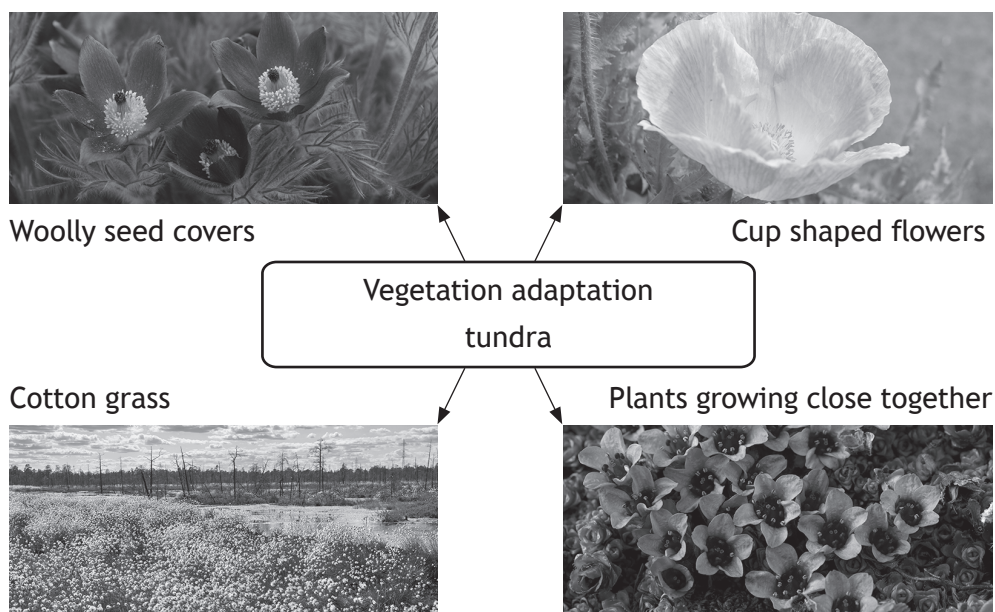 Woolly seed covers
Cup shaped flowers
Vegetation adaptation
tundra
Cotton grass
Plants growing close together